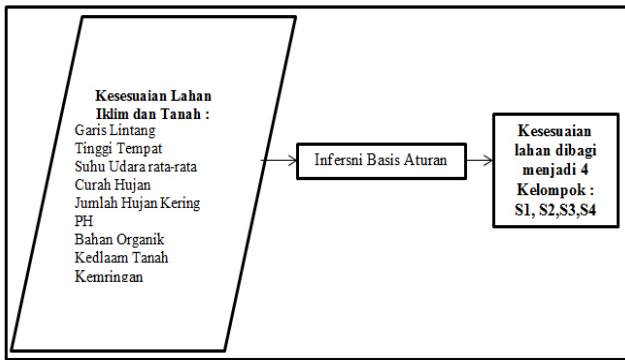 Kesesuaian Lahan
Iklim dan Tanah :
Garis Lintang
Tinggi Tempat
Suhu Udara rata-rata
Curah Hujan
Jumlah Hujan Kering
PH
Bahan Organik
Kedlaam Tanah
Kemringan
Infersni Basis Aturan
Kesesuaian
lahan dibagi
menjadi 4
Kelompok :
S1, S2,S3,S4